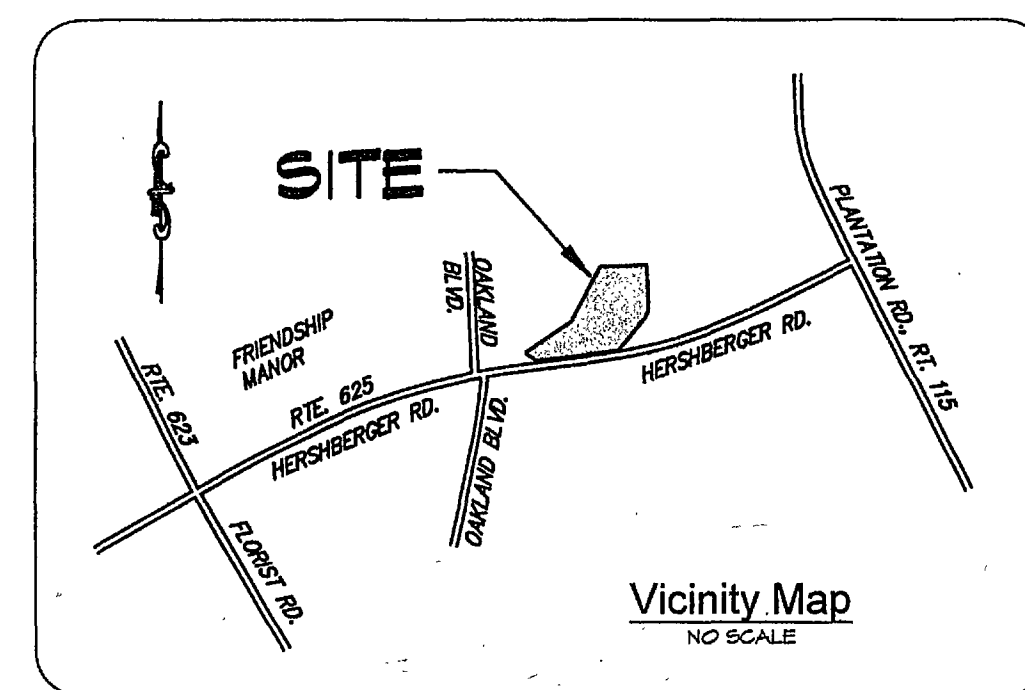 SITE
OAKLAND
BLVD.
PLANTATION RD., RT. 115
FRIENDSHIP
MANOR
RTE. 623
RTE. 625
HERSHBERGER RD.
HERSHBERGER RD.
OAKLAND BLVD.
FLORIST RD.
Vicinity Map
NO SCALE